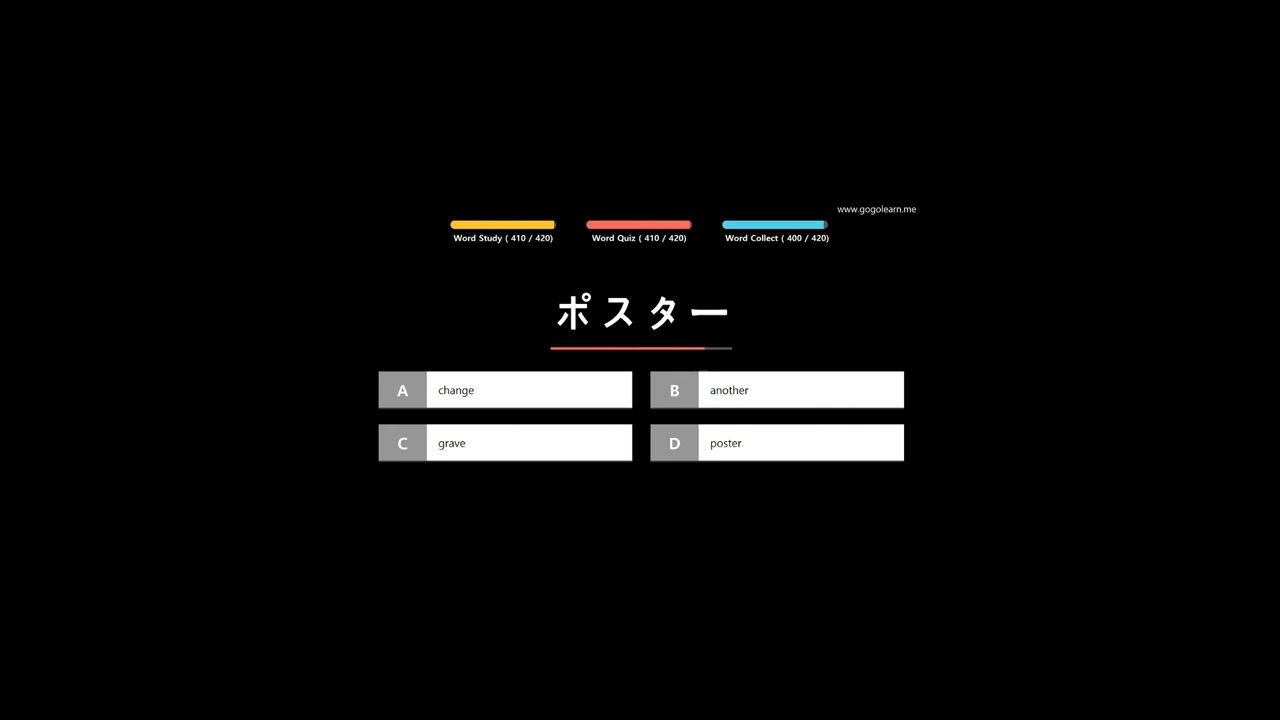 www.gogolearn.me
Word Study ( 410 / 420) Word Quiz ( 410 / 420) Word Collect ( 400 / 420)
ポスター
A change B another
C grave D poster